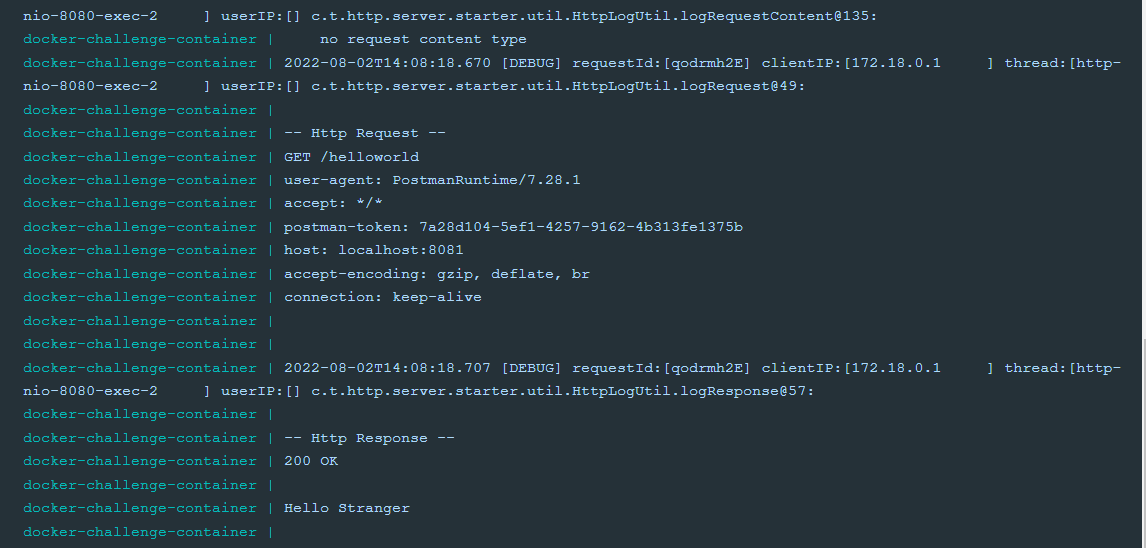 nio-8080-exec-2     ] userIP:[] c.t.http.server.starter.util.HttpLogUtil.logRequestContent@135:
docker-challenge-container |     no request content type
docker-challenge-container | 2022-08-02T14:08:18.670 [DEBUG] requestId:[qodrmh2E] clientIP:[172.18.0.1     ] thread:[http-
nio-8080-exec-2     ] userIP:[] c.t.http.server.starter.util.HttpLogUtil.logRequest@49:
docker-challenge-container |
docker-challenge-container | -- Http Request --
docker-challenge-container | GET /helloworld
docker-challenge-container | user-agent: PostmanRuntime/7.28.1
docker-challenge-container | accept: */*
docker-challenge-container | postman-token: 7a28d104-5ef1-4257-9162-4b313fe1375b
docker-challenge-container | host: localhost:8081
docker-challenge-container | accept-encoding: gzip, deflate, br
docker-challenge-container | connection: keep-alive
docker-challenge-container |
docker-challenge-container |
docker-challenge-container | 2022-08-02T14:08:18.707 [DEBUG] requestId:[qodrmh2E] clientIP:[172.18.0.1     ] thread:[http-
nio-8080-exec-2     ] userIP:[] c.t.http.server.starter.util.HttpLogUtil.logResponse@57:
docker-challenge-container |
docker-challenge-container | -- Http Response --
docker-challenge-container | 200 OK
docker-challenge-container |
docker-challenge-container | Hello Stranger
docker-challenge-container |